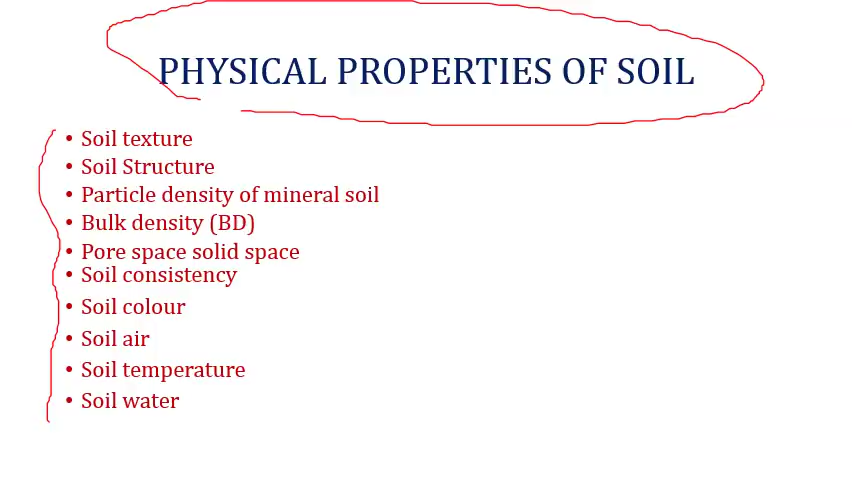 PHYSICAL PROPERTIES OF SOIL
• Soil texture
• Soil Structure
• Particle density of mineral soil
• Bulk density (BD)
• Pore space solid space
• Soil consistency
• Soil colour
• Soil air
• Soil temperature
• Soil water